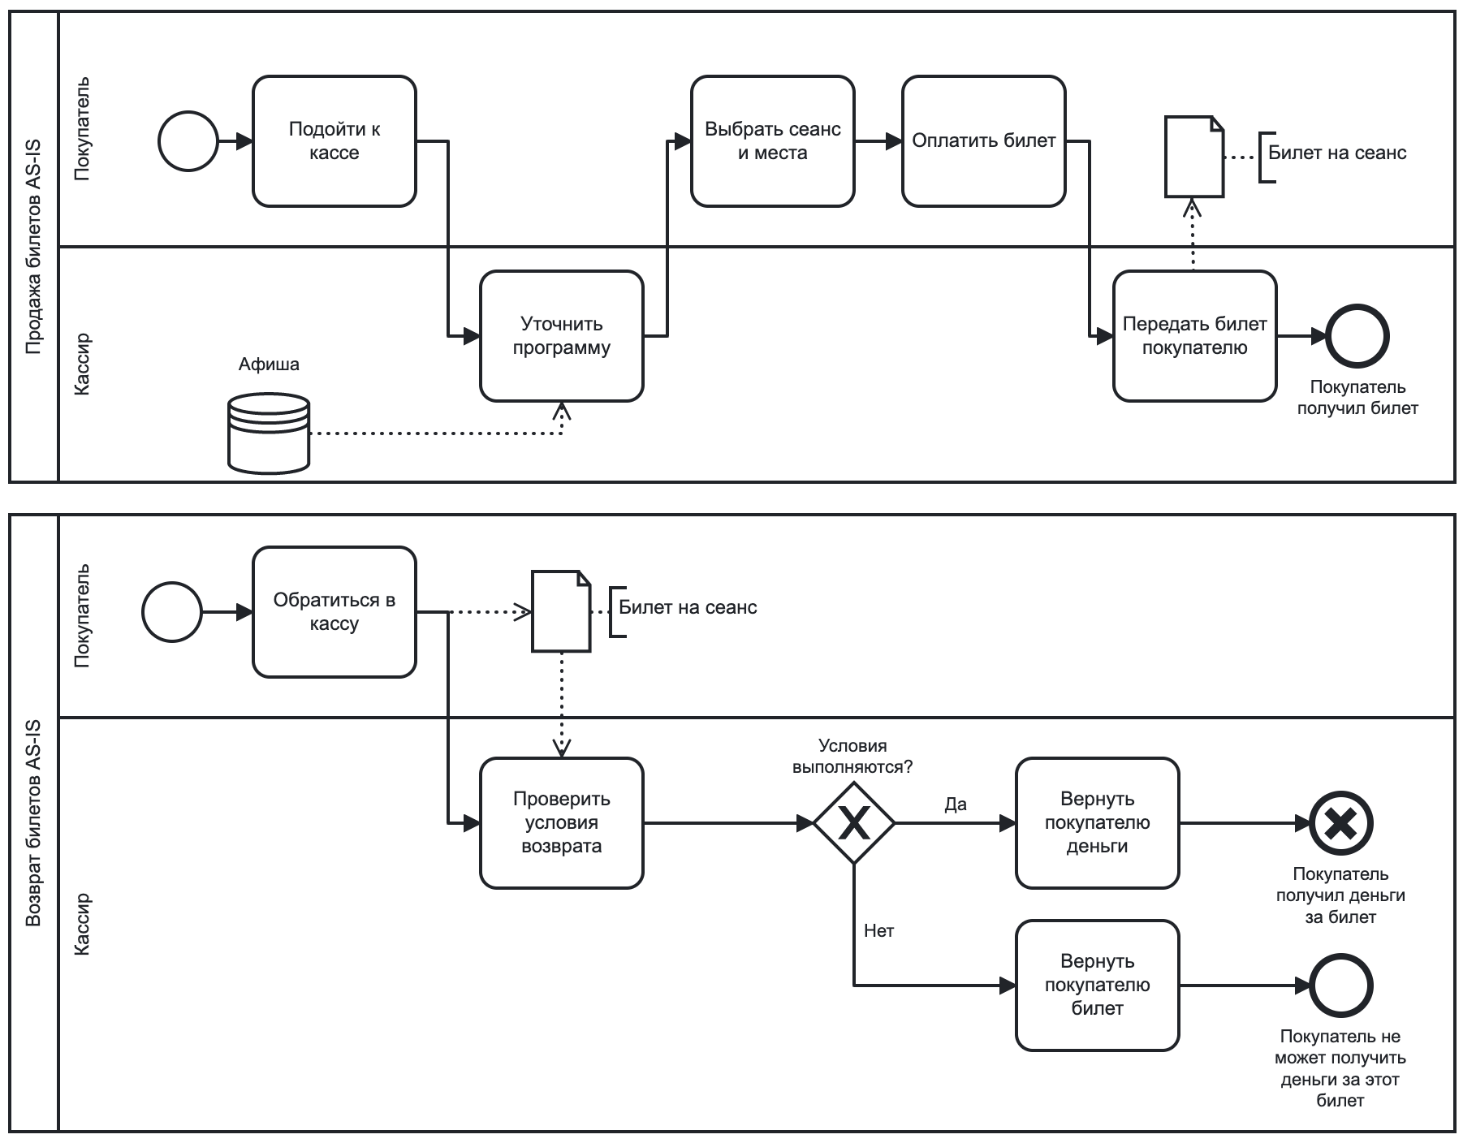 Продажа билетов AS-IS
Покупатель
Подойти к
кассе
Выбрать сеанс
и места
Оплатить билет
Билет на сеанс
Кассир
Афиша
Уточнить
программу
Передать билет
покупателю
Покупатель
получил билет
Возврат билетов AS-IS
Покупатель
Обратиться в
кассу
Билет на сеанс
Кассир
Проверить
условия
возврата
Условия
выполняются?
Да
Вернуть
покупателю
деньги
Покупатель
получил деньги
за билет
Нет
Вернуть
покупателю
билет
Покупатель не
может получить
деньги за этот
билет